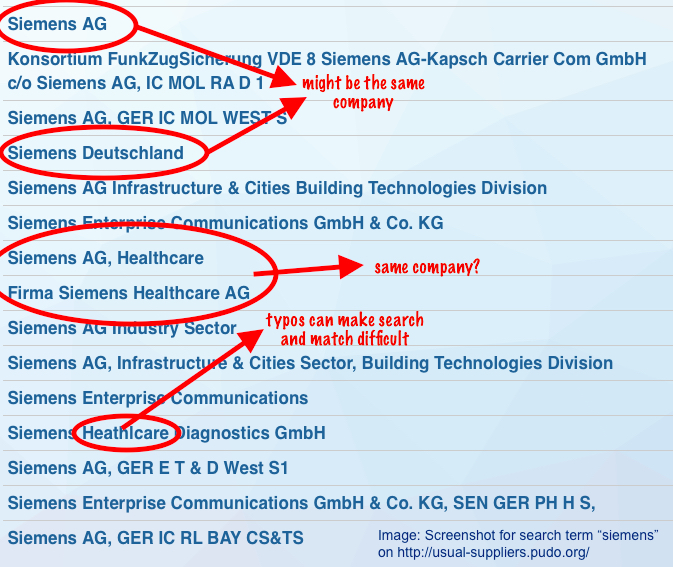 Siemens AG
Konsortium FunkZugSicherung VDE 8 Siemens AG-Kapsch Carrier Com GmbH
c/o Siemens AG, IC MOL RA D 1
might be the same
company
Siemens AG, GER IC MOL WEST S
Siemens Deutschland
Siemens AG Infrastructure & Cities Building Technologies Division
Siemens Enterprise Communications GmbH & Co. KG
Siemens AG, Healthcare
same company?
Firma Siemens Healthcare AG
typos can make search
and match difficult
Siemens AG Industry Sector
Siemens AG, Infrastructure & Cities Sector, Building Technologies Division
Siemens Enterprise Communications
Siemens Heathlcare Diagnostics GmbH
Siemens AG, GER E T & D West S1
Siemens Enterprise Communications GmbH & Co. KG, SEN GER PH H S,
Siemens AG, GER IC RL BAY CS&TS
Image: Screenshot for search term “siemens”
on http://usual-suppliers.pudo.org/